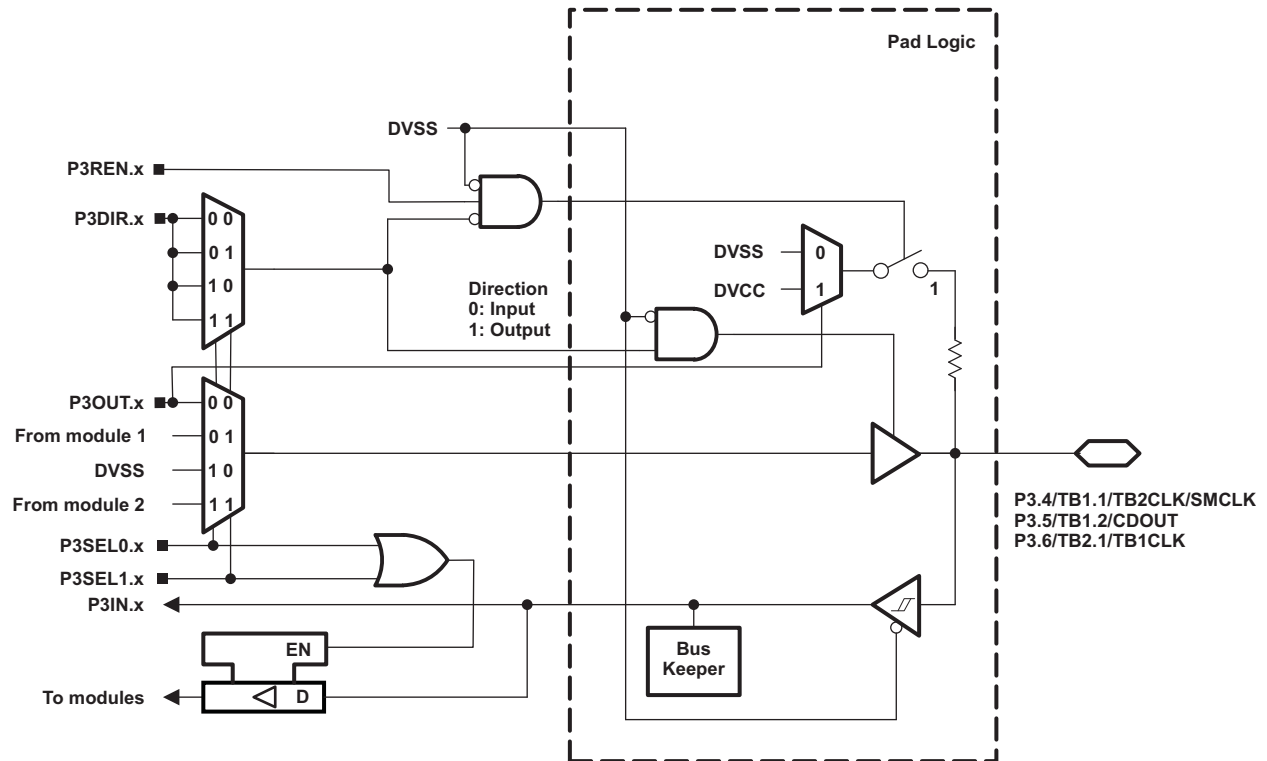 Pad Logic
DVSS
P3REN.x
P3DIR.x
0 0
0 1
1 0
1 1
Direction
0: Input
1: Output
DVSS
0
DVCC
1
1
P3OUT.x
0 0
From module 1
0 1
DVSS
1 0
From module 2
1 1
P3SEL0.x
P3SEL1.x
P3IN.x
P3.4/TB1.1/TB2CLK/SMCLK
P3.5/TB1.2/CDOUT
P3.6/TB2.1/TB1CLK
EN
Bus
Keeper
To modules
D